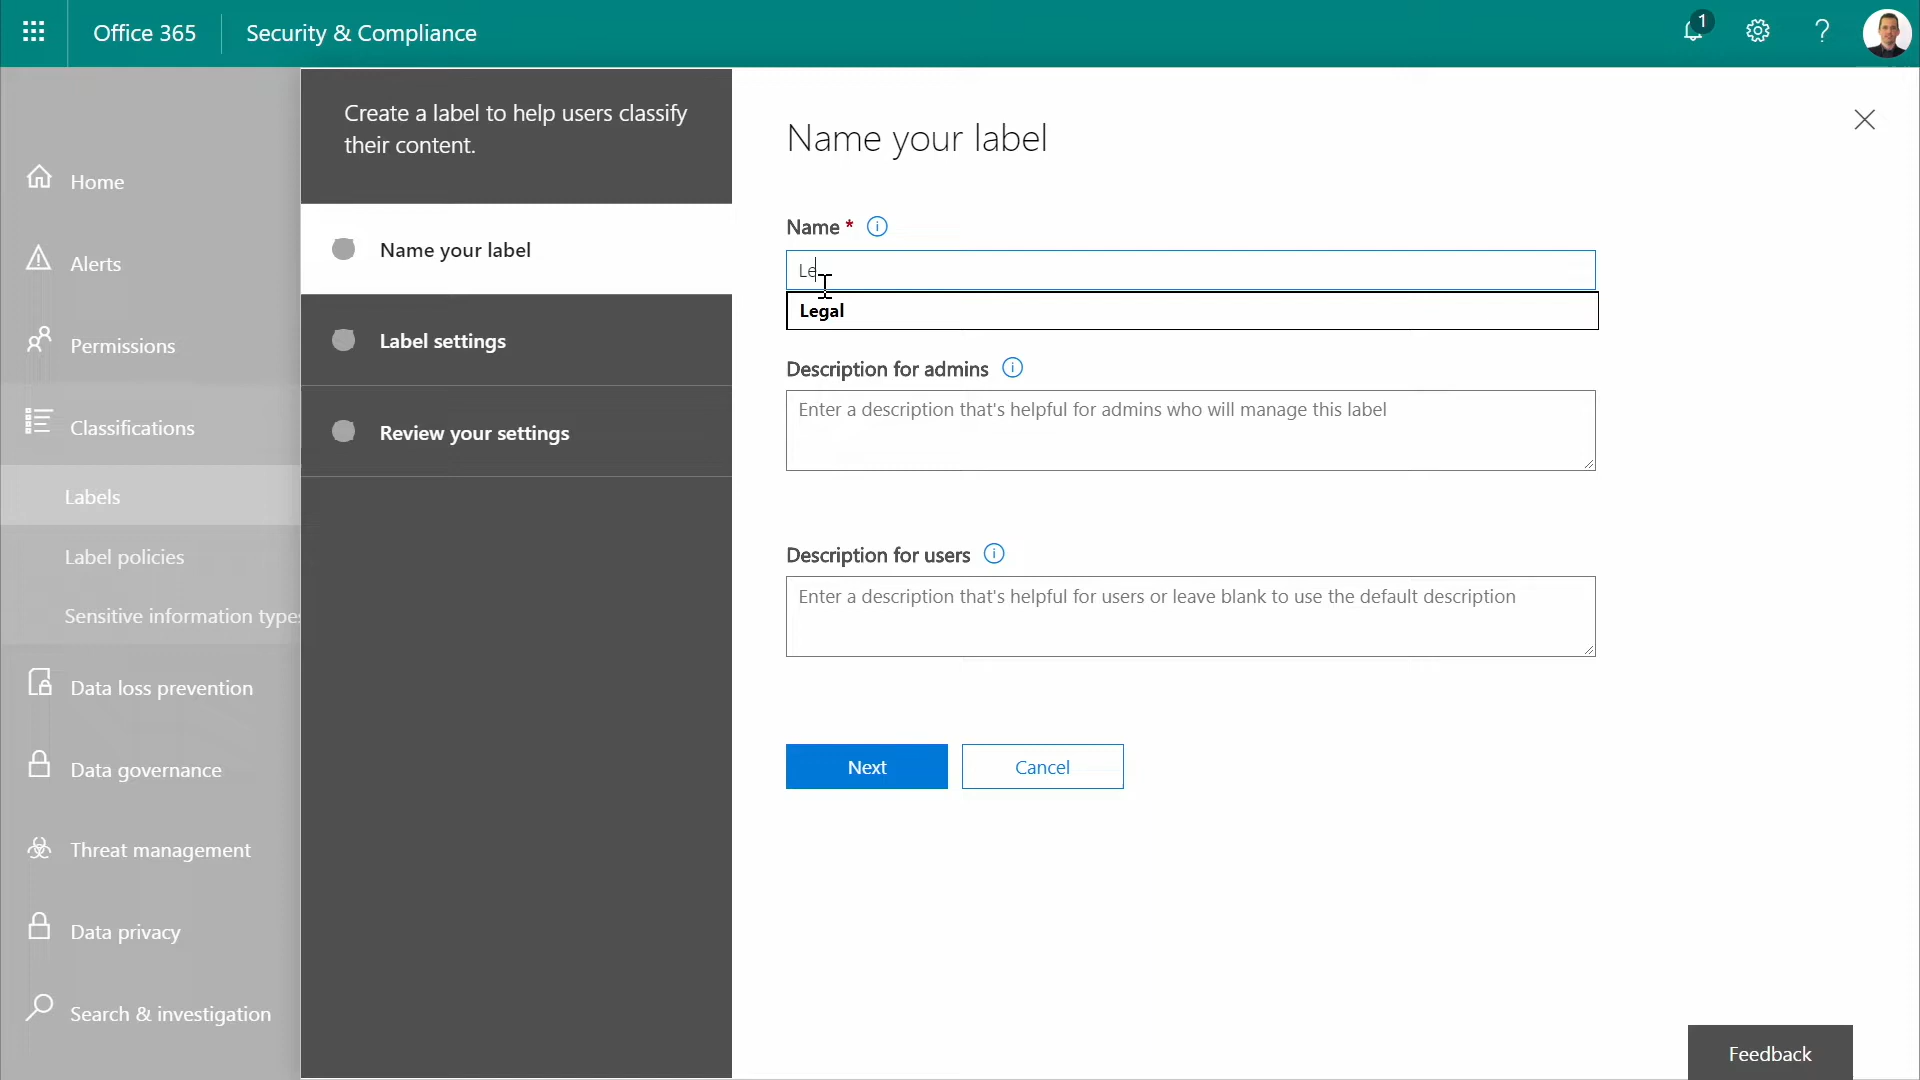 Office 365
Security & Compliance
1
Home
Alerts
Permissions
Classifications
Labels
Label policies
Sensitive information types
Data loss prevention
Data governance
Threat management
Data privacy
Search & investigation
Create a label to help users classify
their content.
Name your label
Label settings
Review your settings
Name your label
Name *
Le
Legal
Description for admins
Enter a description that's helpful for admins who will manage this label
Description for users
Enter a description that's helpful for users or leave blank to use the default description
Next
Cancel
Feedback